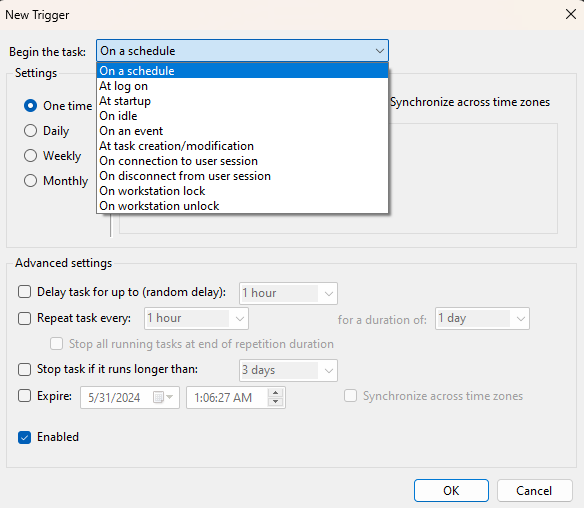 New Trigger
Begin the task: On a schedule
On a schedule
At log on
At startup
On idle
On an event
At task creation/modification
On connection to user session
On disconnect from user session
On workstation lock
On workstation unlock
Settings
One time
Daily
Weekly
Monthly
Synchronize across time zones
Advanced settings
Delay task for up to (random delay): 1 hour
Repeat task every: 1 hour for a duration of: 1 day
Stop all running tasks at end of repetition duration
Stop task if it runs longer than: 3 days
Expire: 5/31/2024 1:06:27 AM Synchronize across time zones
Enabled
OK Cancel